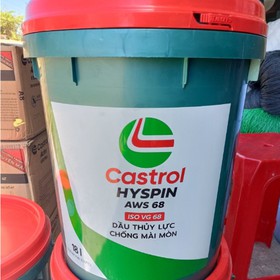 Castrol
HYSPIN
AWS 68
ISO VG 68
DẦU THỦY LỰC
CHỐNG MÀI MÒN
18 l